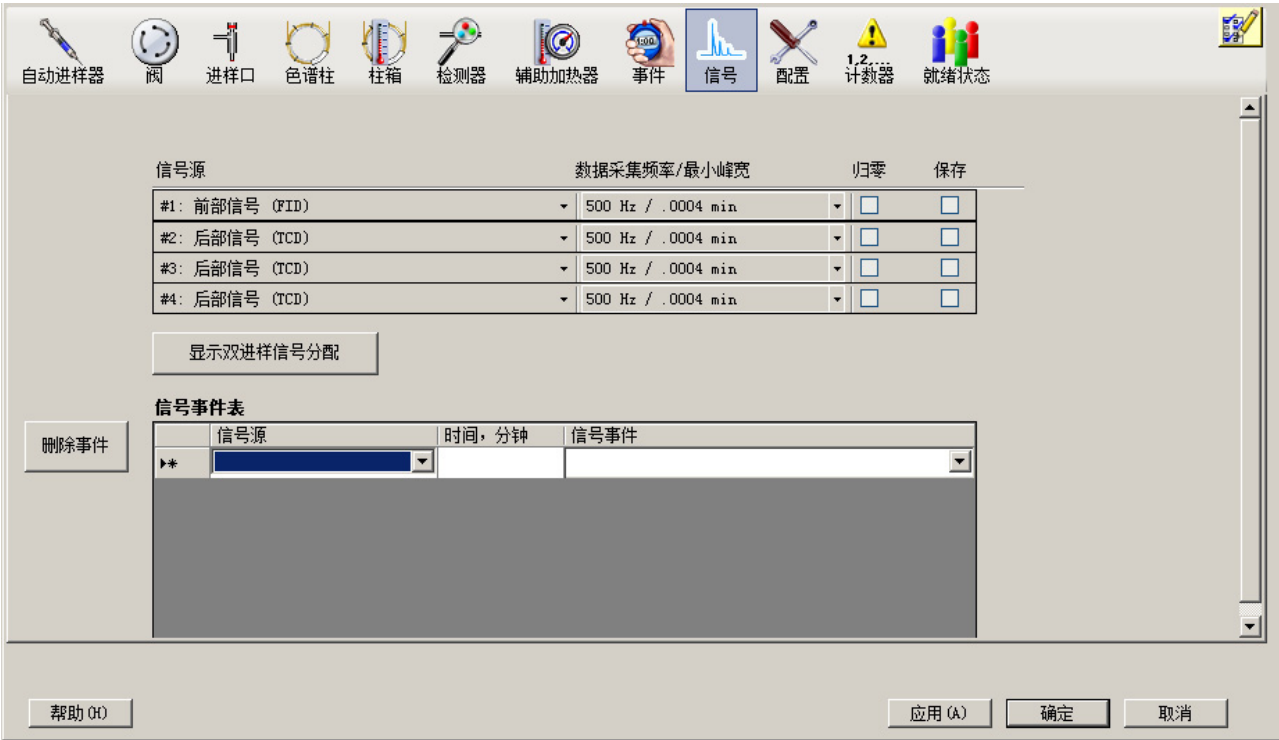 自动进样器 阀 进样口 色谱柱 柱箱 检测器 辅助加热器 事件 信号 配置 1,2,... 计数器 就绪状态
1:00
信号源 数据采集频率/最小峰宽 归零 保存
#1: 前部信号 (FID) 500 Hz / .0004 min
#2: 后部信号 (TCD) 500 Hz / .0004 min
#3: 后部信号 (TCD) 500 Hz / .0004 min
#4: 后部信号 (TCD) 500 Hz / .0004 min
显示双进样信号分配
信号事件表
删除事件
信号源 时间，分钟 信号事件
帮助(H) 应用(A) 确定 取消